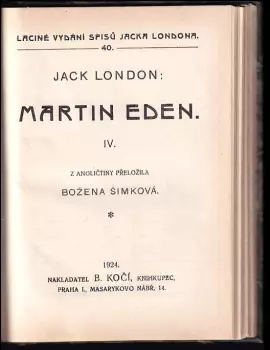 LACINÉ VYDÁNÍ SPISŮ JACKA LONDONA.
40.
JACK LONDON:
MARTIN EDEN.
IV.
Z ANGLIČTINY PŘELOŽILA
BOŽENA ŠIMKOVÁ.
*
1924.
NAKLADATEL B. KOČÍ, KNIHKUPEC,
PRAHA I., MASARYKOVO NÁBŘ. 14.